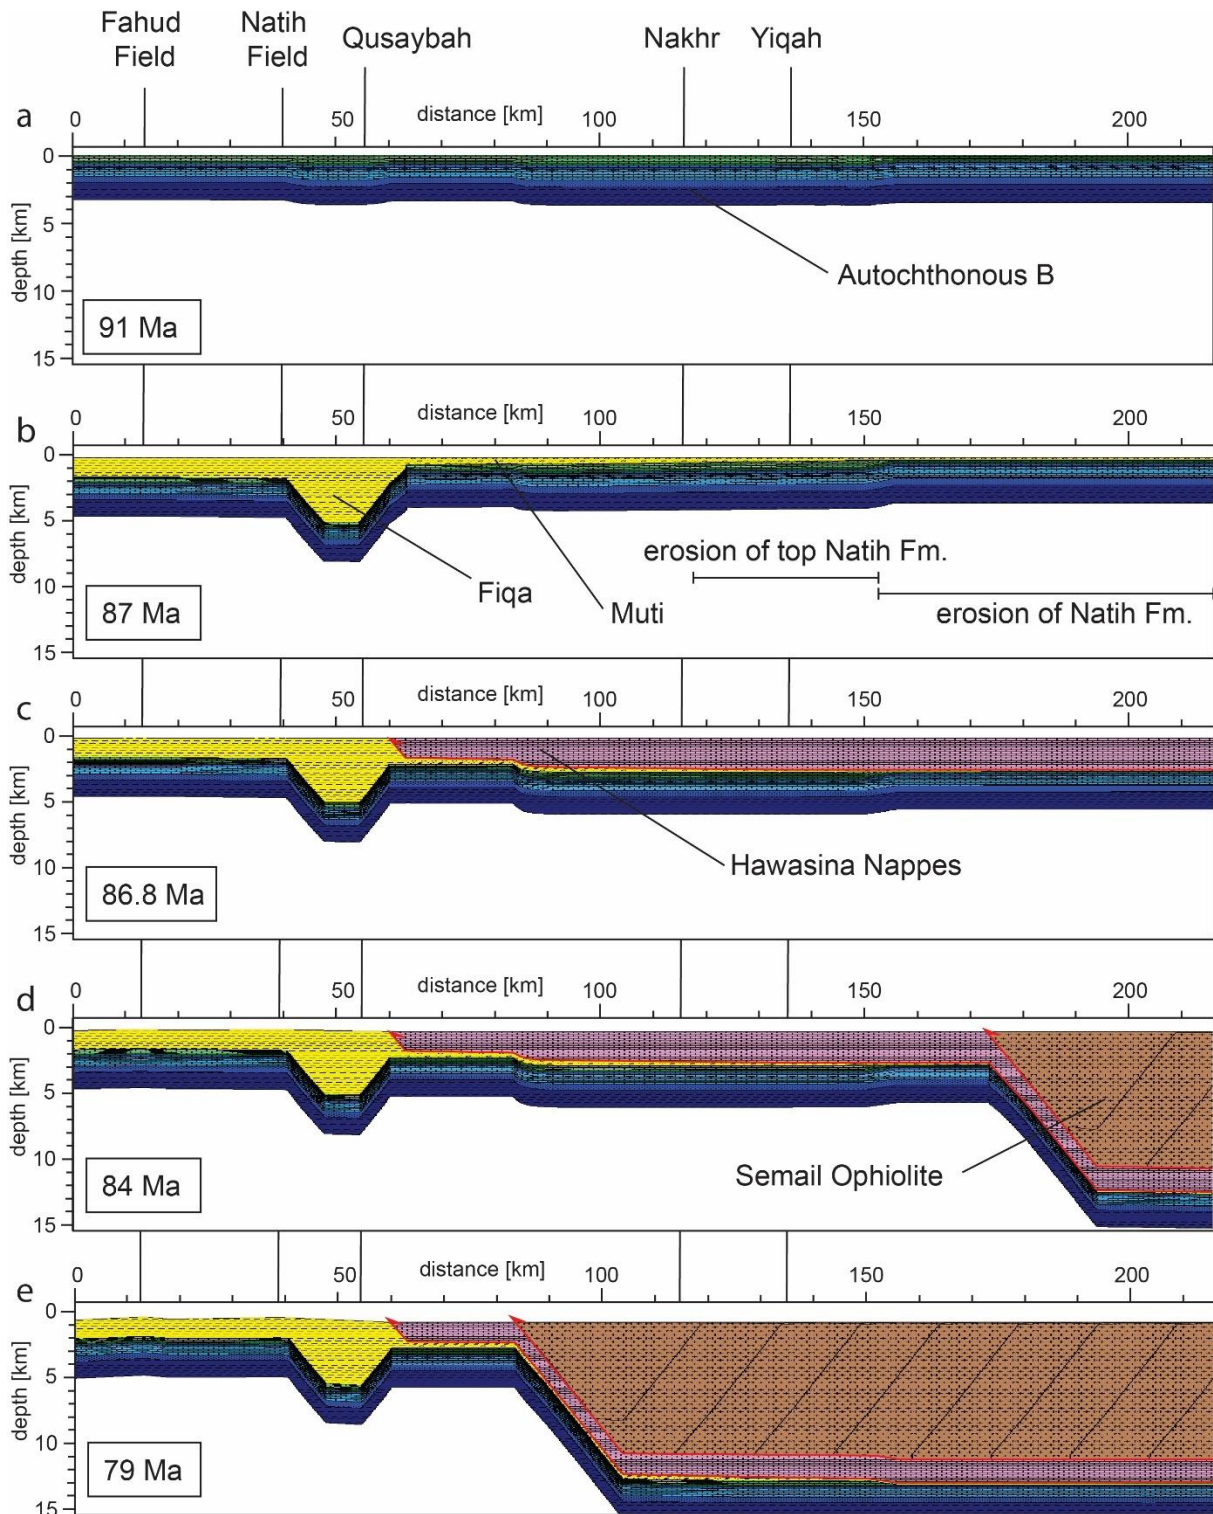 Fahud
Field
Natih
Field
Qusaybah
Nakhr
Yiqah
a
0 50 distance [km] 100 150 200
0
5
10
15
depth [km]
Autochthonous B
91 Ma
b
0 50 distance [km] 100 150 200
0
5
10
15
depth [km]
erosion of top Natih Fm.
Fiqa
Muti
erosion of Natih Fm.
87 Ma
c
0 50 distance [km] 100 150 200
0
5
10
15
depth [km]
Hawasina Nappes
86.8 Ma
d
0 50 distance [km] 100 150 200
0
5
10
15
depth [km]
Semail Ophiolite
84 Ma
e
0 50 distance [km] 100 150 200
0
5
10
15
depth [km]
79 Ma